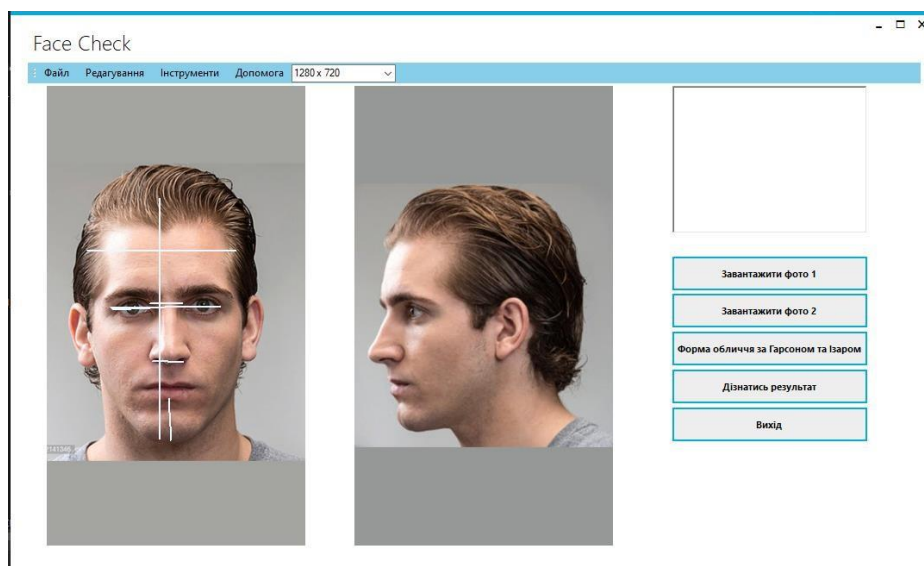 Face Check
Файл Редагування Інструменти Допомога 1280 x 720
Завантажити фото 1
Завантажити фото 2
Форма обличчя за Гарсоном та Ізаром
Дізнатись результат
Вихід